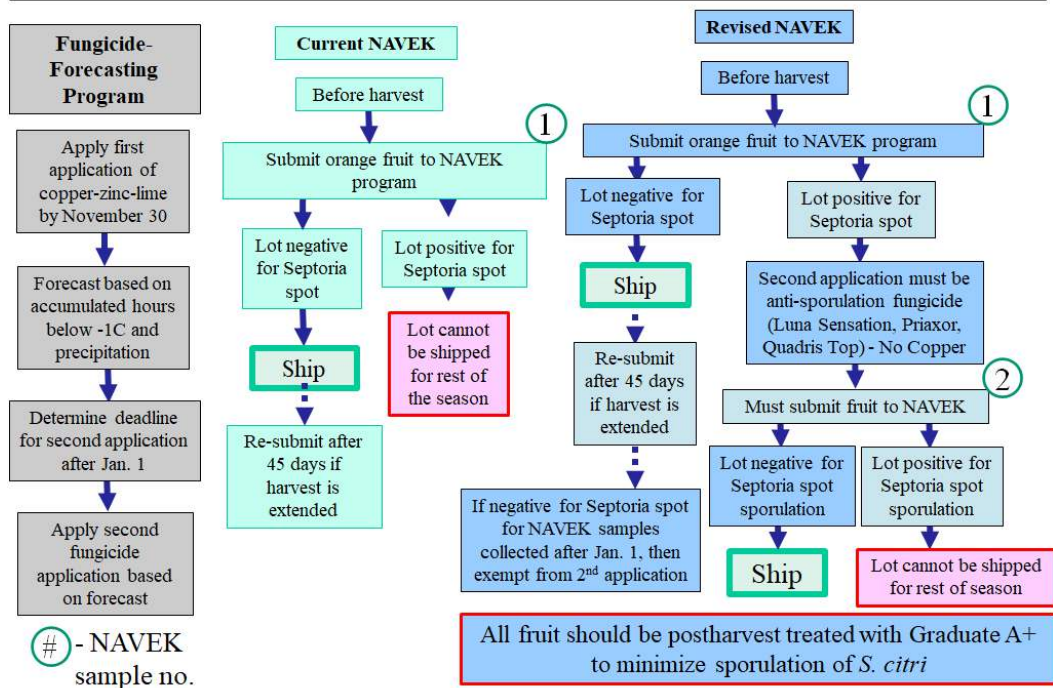 Fungicide-
Forecasting
Program
Apply first
application of
copper-zinc-lime
by November 30
Forecast based on
accumulated hours
below -1C and
precipitation
Determine deadline
for second application
after Jan. 1
Apply second
fungicide
application based
on forecast
# - NAVEK
sample no.
Current NAVEK
Before harvest
1
Submit orange fruit to NAVEK
program
Lot negative
for Septoria
spot
Ship
Re-submit after
45 days if
harvest is
extended
Lot positive for
Septoria spot
Lot cannot
be shipped
for rest of
the season
Revised NAVEK
Before harvest
1
Submit orange fruit to NAVEK program
Lot negative for
Septoria spot
Ship
Re-submit
after 45 days
if harvest is
extended
If negative for Septoria spot
for NAVEK samples
collected after Jan. 1, then
exempt from 2nd application
Lot positive for
Septoria spot
Second application must be
anti-sporulation fungicide
(Luna Sensation, Priaxor,
Quadris Top) - No Copper
2
Must submit fruit to NAVEK
Lot negative for
Septoria spot
sporulation
Ship
Lot positive for
Septoria spot
sporulation
Lot cannot be shipped
for rest of season
All fruit should be postharvest treated with Graduate A+
to minimize sporulation of S. citri